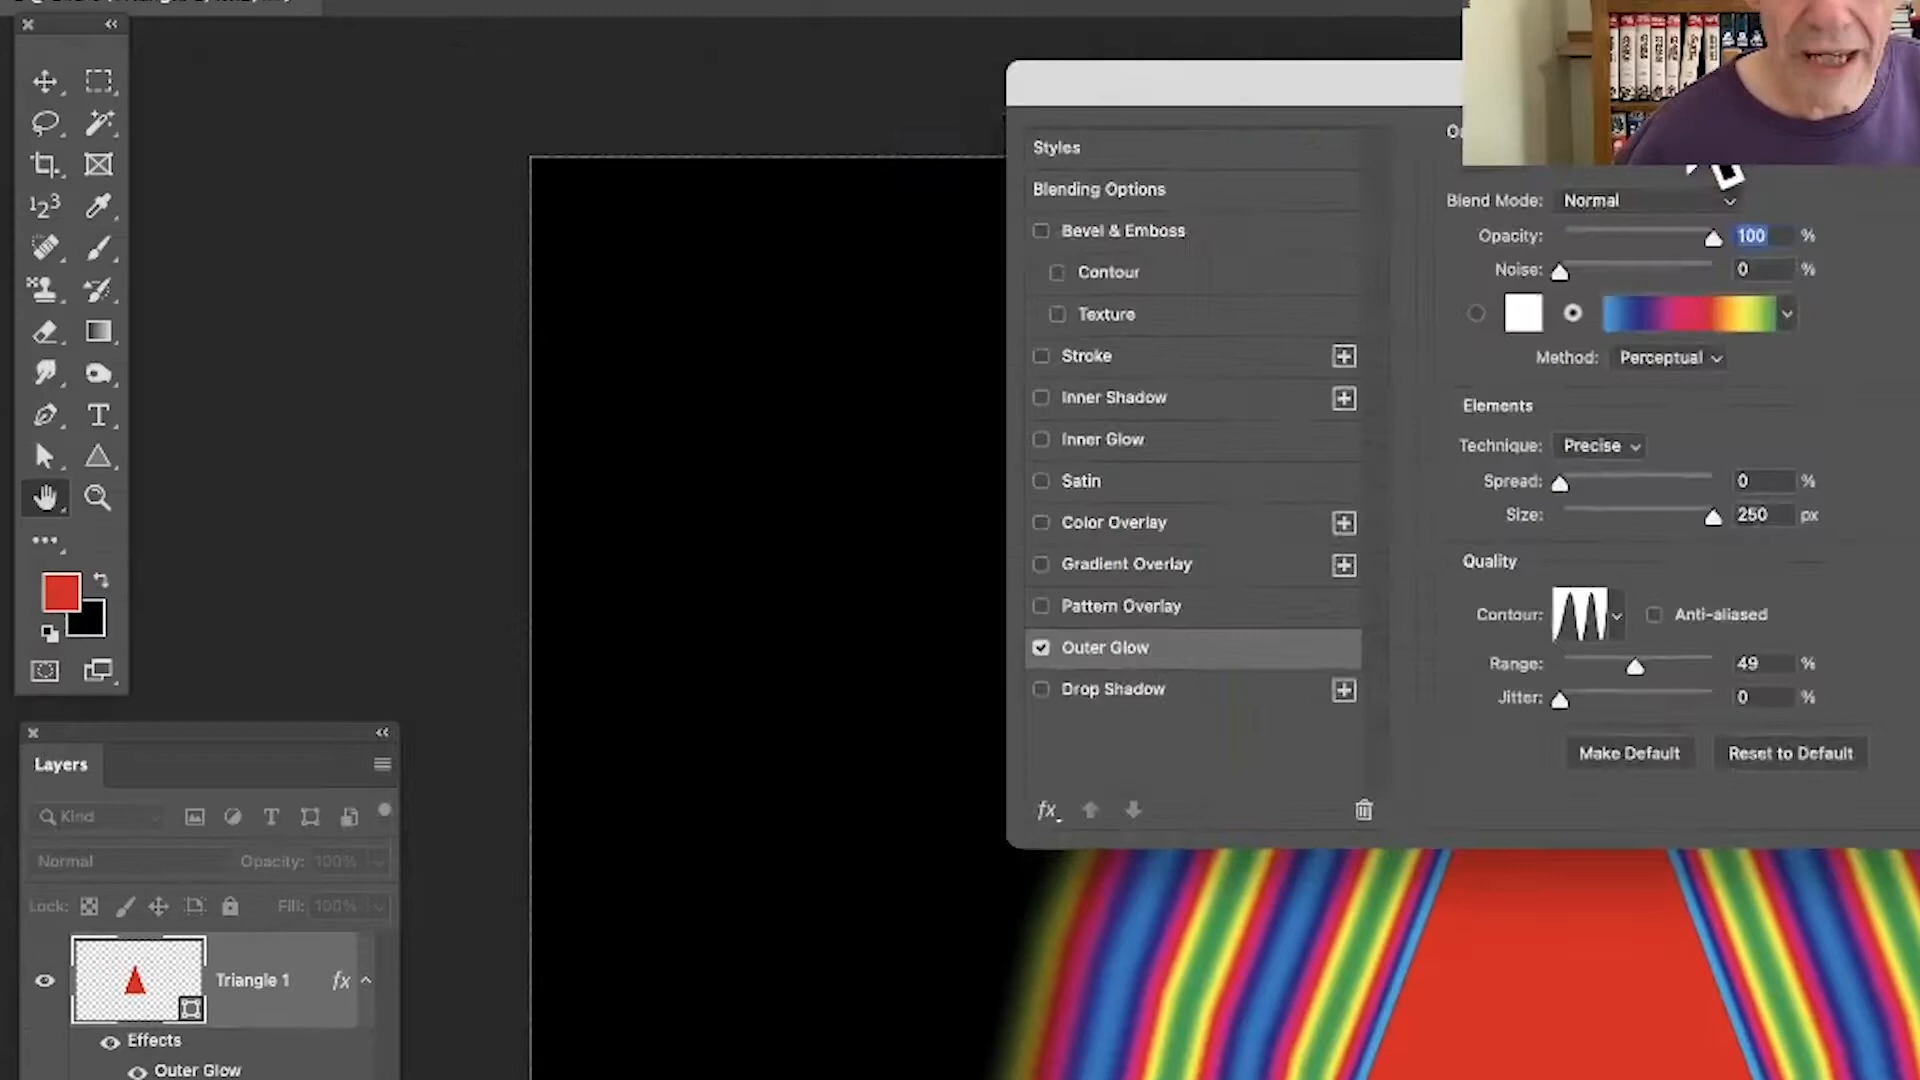 Styles
Blending Options
Bevel & Emboss
Contour
Texture
Stroke
Inner Shadow
Inner Glow
Satin
Color Overlay
Gradient Overlay
Pattern Overlay
Outer Glow
Drop Shadow
fx
Blend Mode: Normal
Opacity: 100 %
Noise: 0 %
Method: Perceptual
Elements
Technique: Precise
Spread: 0 %
Size: 250 px
Quality
Contour: Anti-aliased
Range: 49 %
Jitter: 0 %
Make Default Reset to Default
Layers
Kind
Normal Opacity: 100%
Lock: Fill: 100%
Triangle 1 fx
Effects
Outer Glow